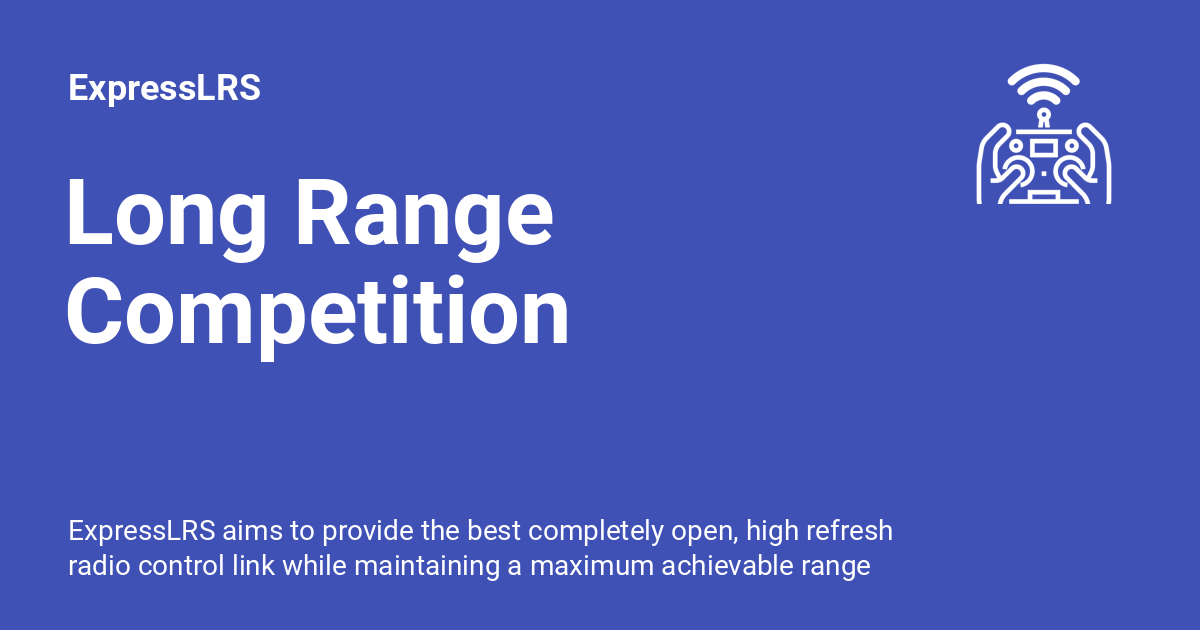 ExpressLRS
Long Range
Competition
ExpressLRS aims to provide the best completely open, high refresh
radio control link while maintaining a maximum achievable range